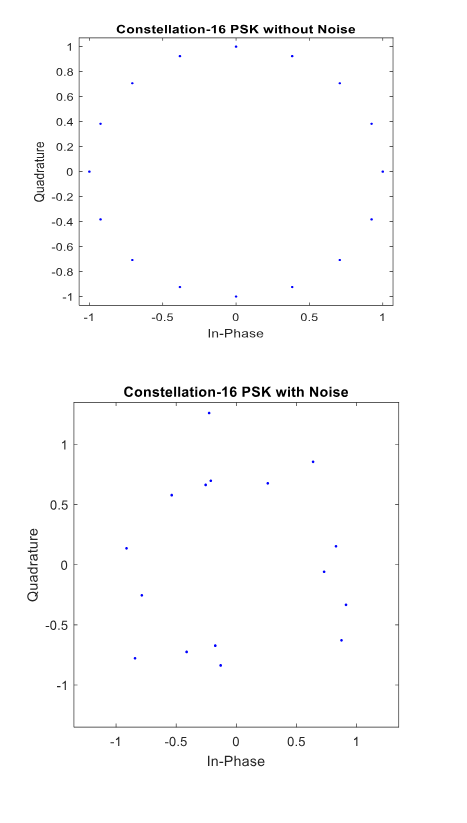 Constellation-16 PSK without Noise
1
0.8
0.6
0.4
0.2
0
-0.2
-0.4
-0.6
-0.8
-1
Quadrature
-1 -0.5 0 0.5 1
In-Phase
Constellation-16 PSK with Noise
1
0.5
0
-0.5
-1
Quadrature
-1 -0.5 0 0.5 1
In-Phase